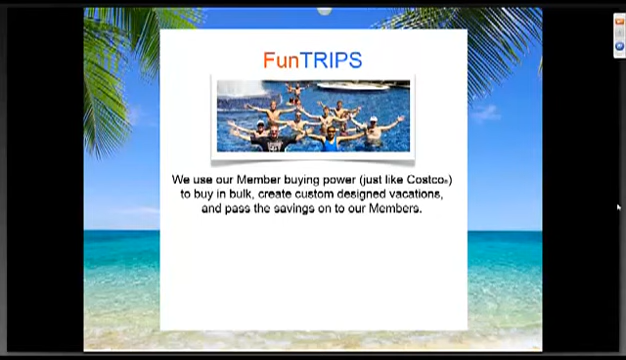 FunTRIPS
We use our Member buying power (just like Costco®)
to buy in bulk, create custom designed vacations,
and pass the savings on to our Members.